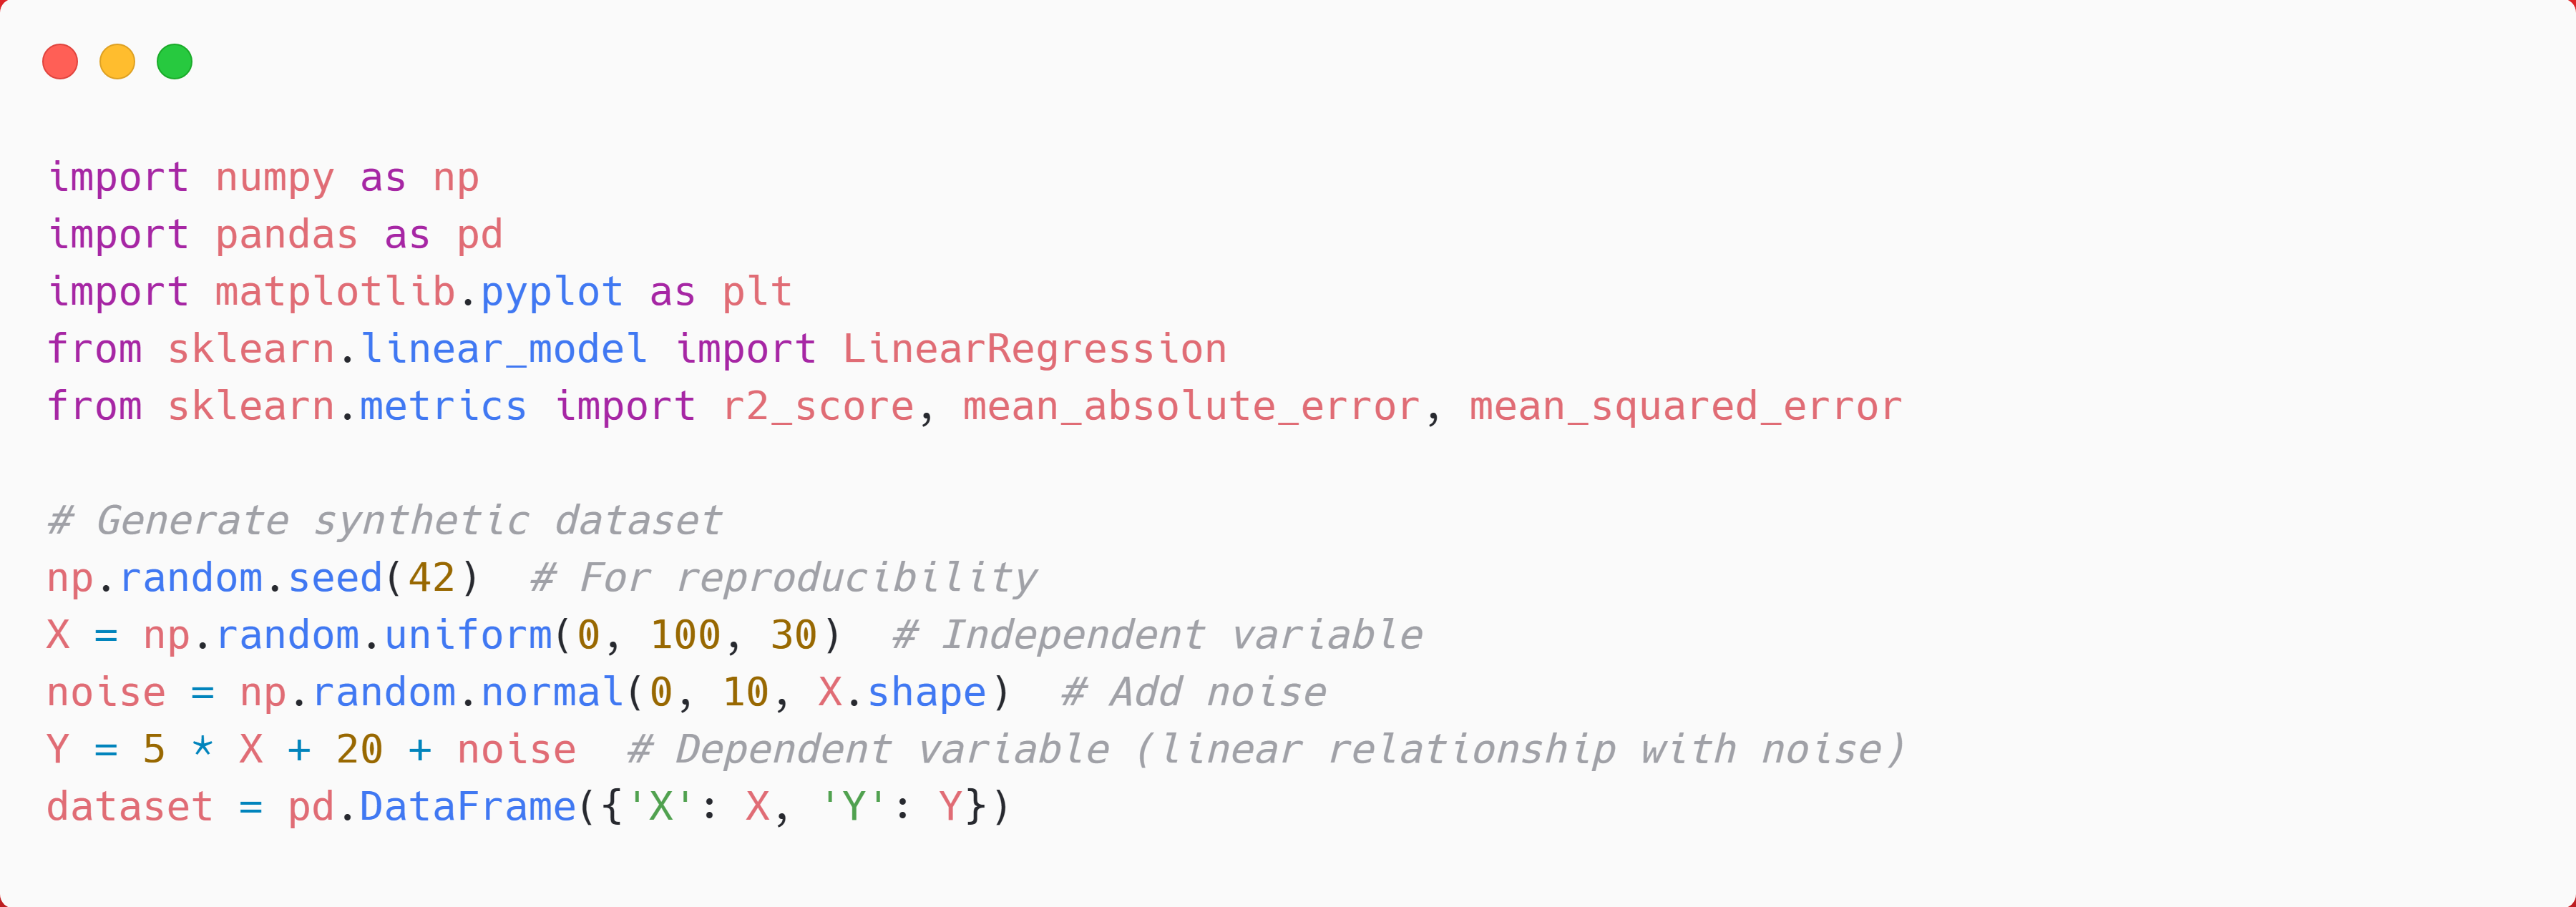 import numpy as np
import pandas as pd
import matplotlib.pyplot as plt
from sklearn.linear_model import LinearRegression
from sklearn.metrics import r2_score, mean_absolute_error, mean_squared_error

# Generate synthetic dataset
np.random.seed(42)  # For reproducibility
X = np.random.uniform(0, 100, 30)  # Independent variable
noise = np.random.normal(0, 10, X.shape)  # Add noise
Y = 5 * X + 20 + noise  # Dependent variable (linear relationship with noise)
dataset = pd.DataFrame({'X': X, 'Y': Y})